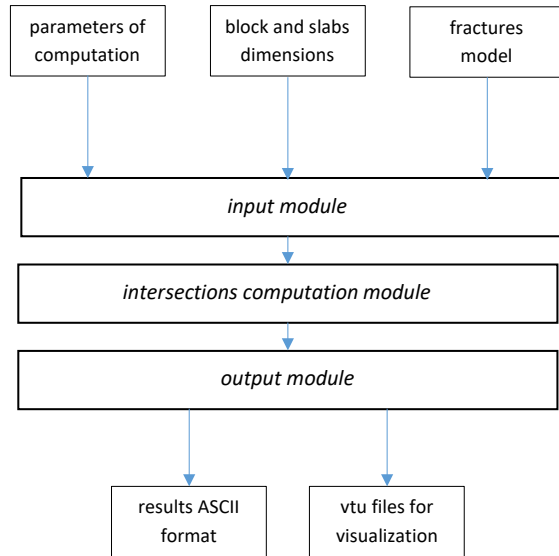 parameters of
computation
block and slabs
dimensions
fractures
model
input module
intersections computation module
output module
results ASCII
format
vtu files for
visualization